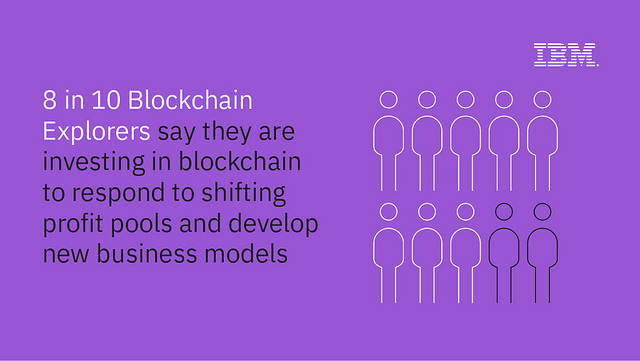 IBM.
8 in 10 Blockchain
Explorers say they are
investing in blockchain
to respond to shifting
profit pools and develop
new business models